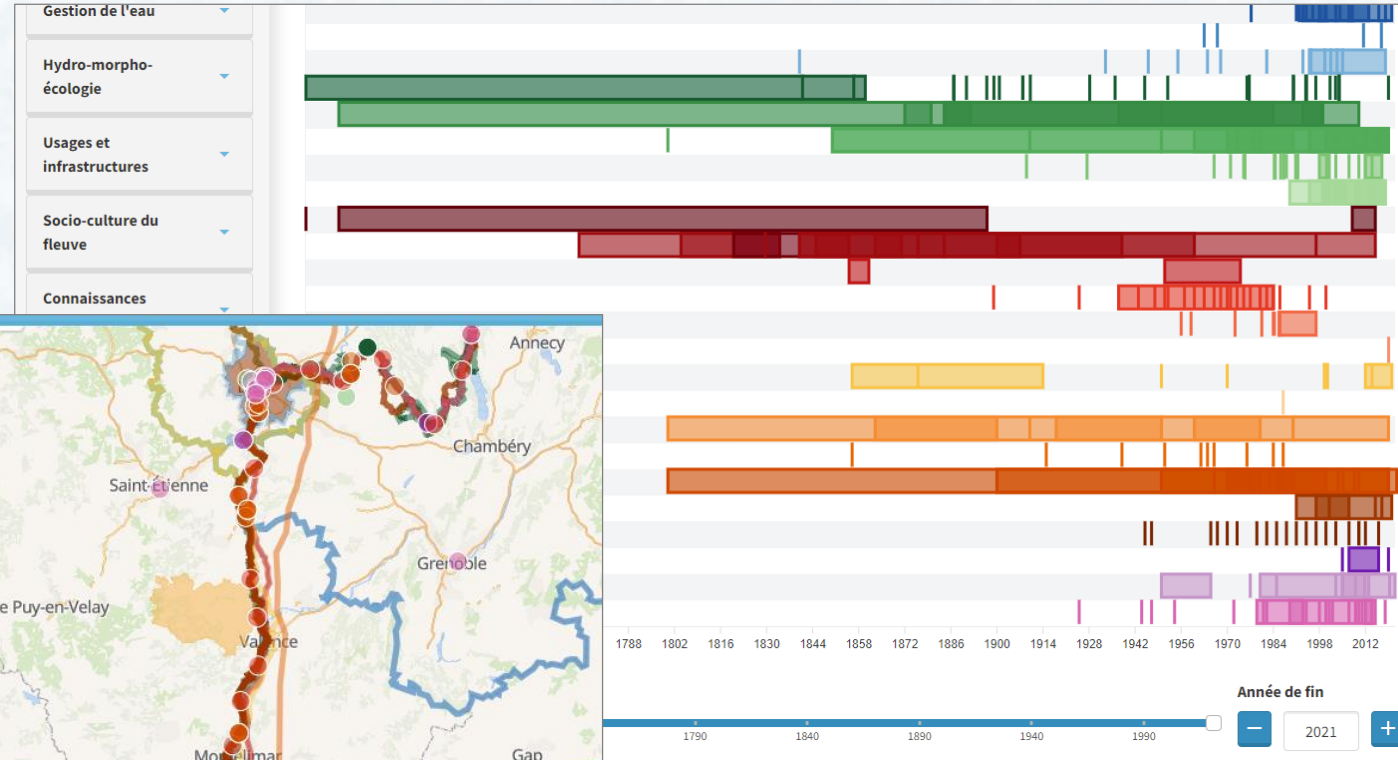 Gestion de l'eau
Hydro-morpho-
écologie
Usages et
infrastructures
Socio-culture du
fleuve
Connaissances
Annecy
Chambéry
Saint-Étienne
Grenoble
e Puy-en-Velay
Valence
Montélimar
Gap
1788 1802 1816 1830 1844 1858 1872 1886 1900 1914 1928 1942 1956 1970 1984 1998 2012
Année de fin
− 2021 +
1790 1840 1890 1940 1990